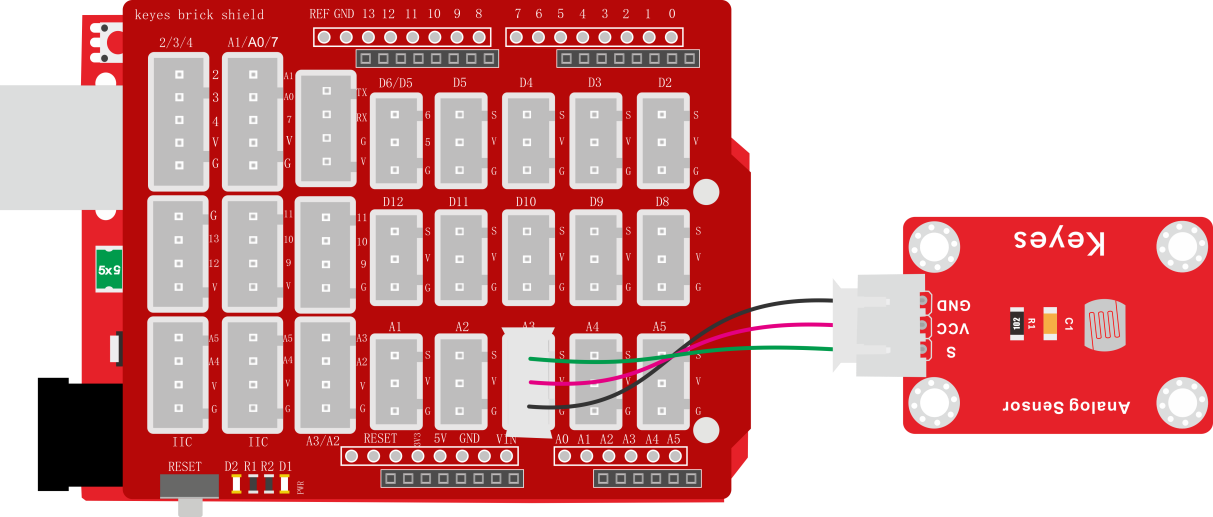 keyes brick shield
REF GND 13 12 11 10 9 8
7 6 5 4 3 2 1 0
2/3/4
A1/A0/7
2
3
4
V
G
A1
A0
7
V
G
TX
RX
G
V
D6/D5
6
5
G
D5
S
V
G
D4
S
V
G
D3
S
V
G
D2
S
V
G
G
13
12
V
11
10
9
V
11
10
9
G
D12
S
V
G
D11
S
V
G
D10
S
V
G
D9
S
V
G
D8
S
V
G
A5
A4
V
G
IIC
A5
A4
V
G
IIC
A3
A2
V
G
A3/A2
A1
S
V
G
A2
S
V
G
A3
S
V
G
A4
S
V
G
A5
S
V
G
RESET 3V3 5V GND VIN
A0 A1 A2 A3 A4 A5
RESET
D2 R1 R2 D1
PWR
5x5
Keyes
GND
VCC
S
102
R1
C1
Analog Sensor